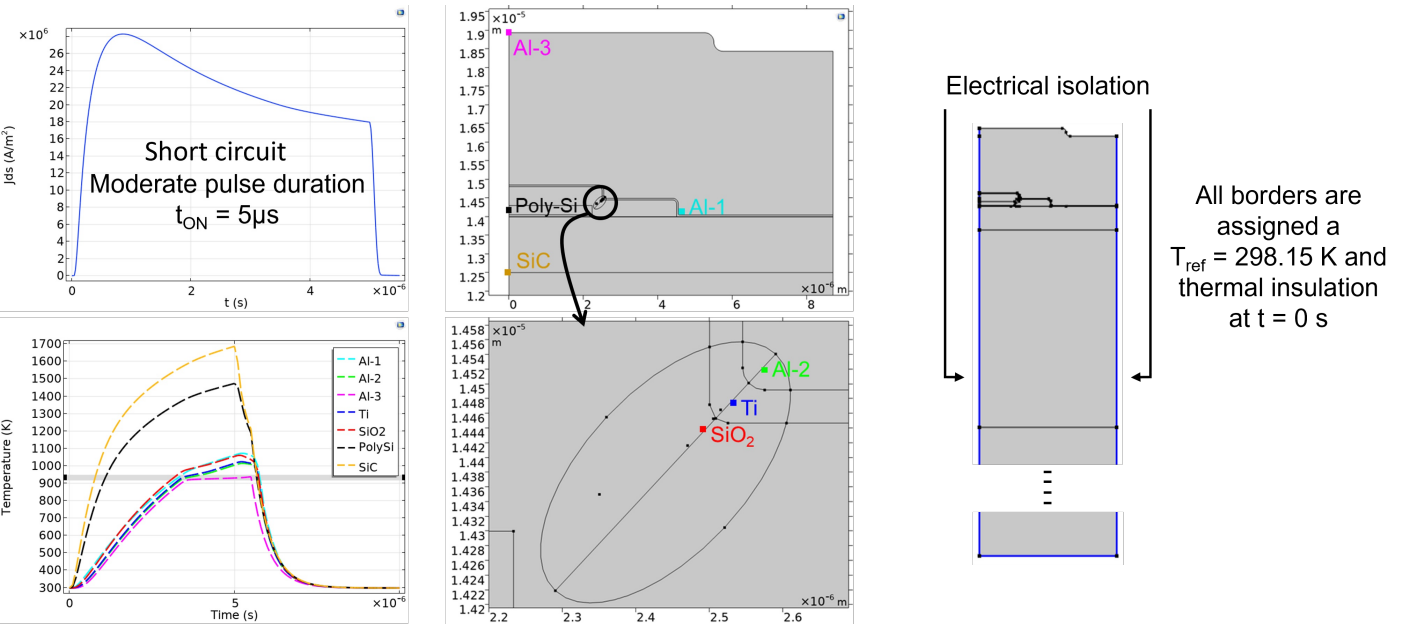 ×10⁶
26
24
22
20
18
16
14
12
10
8
6
4
2
0
Jds (A/m²)
Short circuit
Moderate pulse duration
tON = 5µs
0
2
4
×10⁻⁶
t (s)
1700
1600
1500
1400
1300
1200
1100
1000
900
800
700
600
500
400
300
Temperature (K)
Al-1
Al-2
Al-3
Ti
SiO2
PolySi
SiC
0
5
×10⁻⁶
Time (s)
×10⁻⁵
m
1.95
1.9
1.85
1.8
1.75
1.7
1.65
1.6
1.55
1.5
1.45
1.4
1.35
1.3
1.25
1.2
Al-3
Poly-Si
Al-1
SiC
0
2
4
6
8
×10⁻⁶ m
×10⁻⁵
m
1.458
1.456
1.454
1.452
1.45
1.448
1.446
1.444
1.442
1.44
1.438
1.436
1.434
1.432
1.43
1.428
1.426
1.424
1.422
1.42
Al-2
Ti
SiO₂
2.2
2.3
2.4
2.5
2.6
×10⁻⁶ m
Electrical isolation
All borders are
assigned a
Tref = 298.15 K and
thermal insulation
at t = 0 s